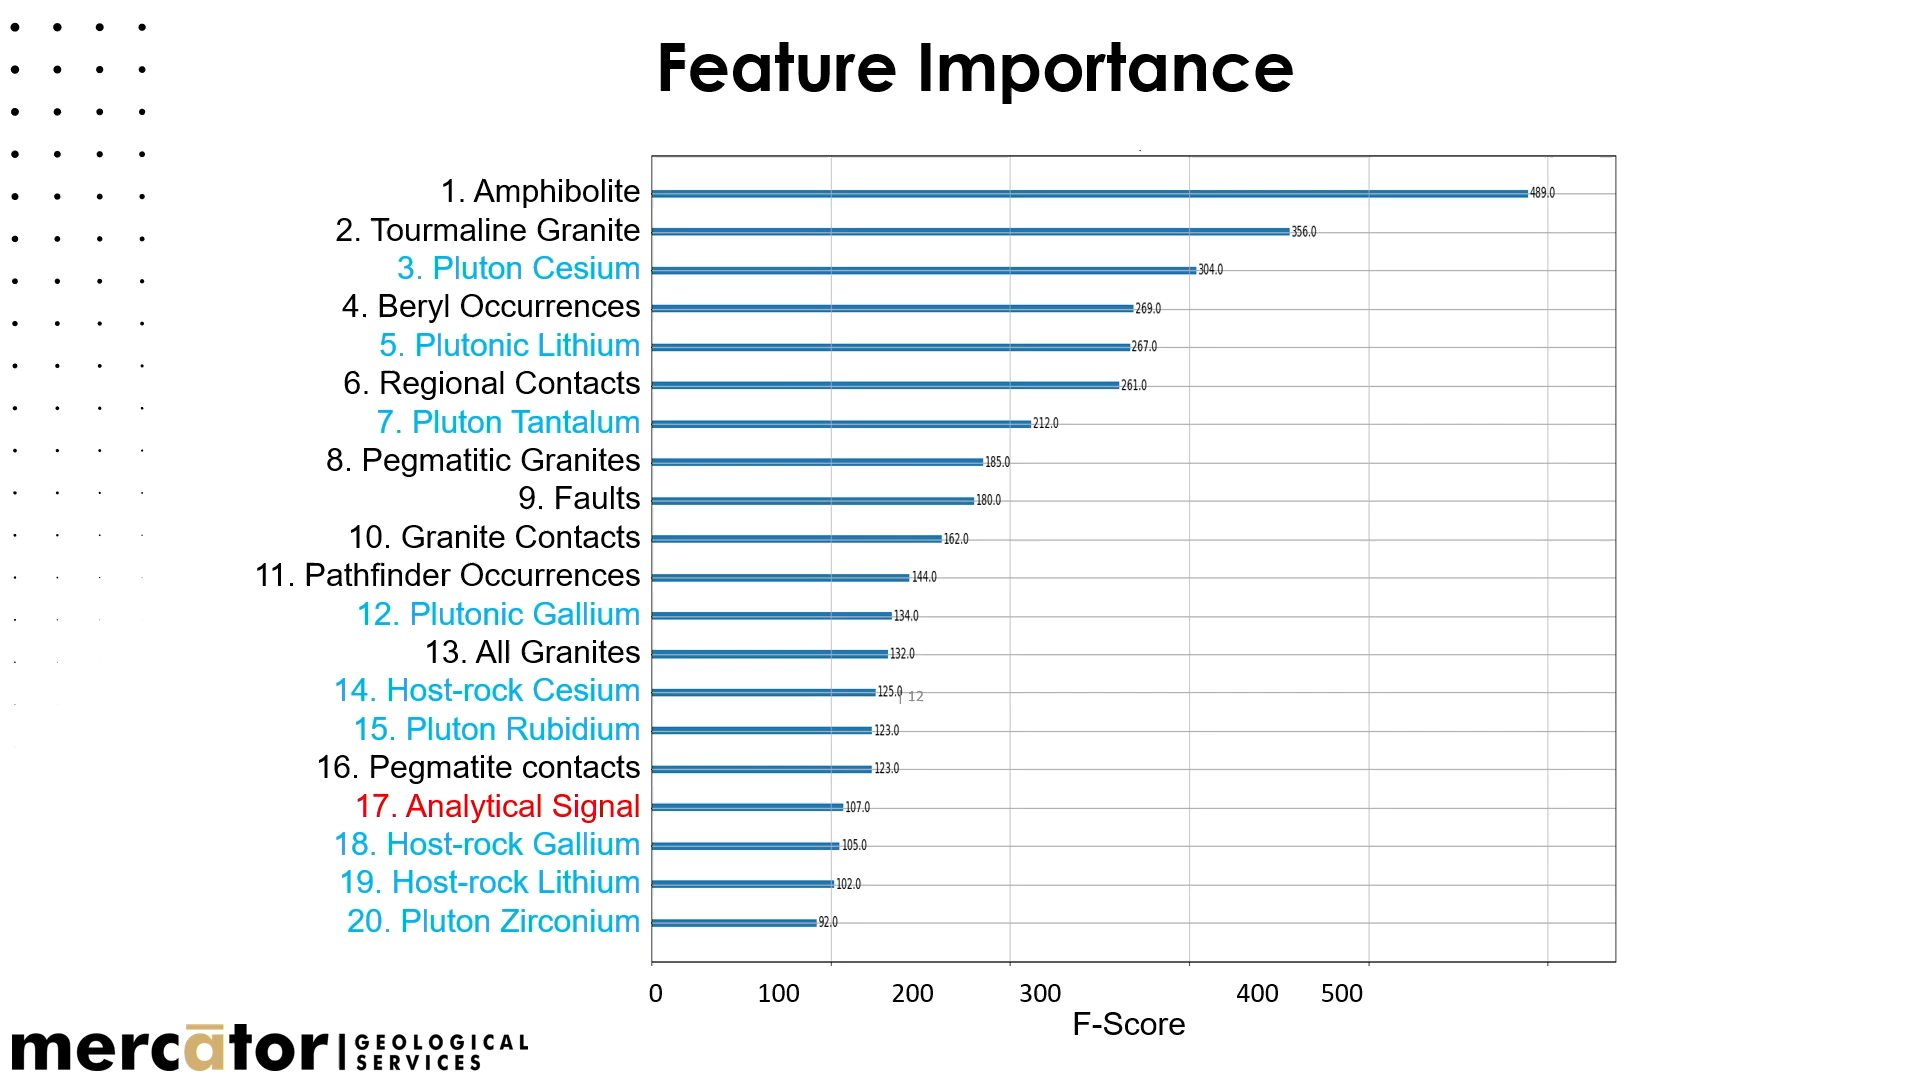 Feature Importance
1. Amphibolite 489.0
2. Tourmaline Granite 356.0
3. Pluton Cesium 304.0
4. Beryl Occurrences 269.0
5. Plutonic Lithium 267.0
6. Regional Contacts 261.0
7. Pluton Tantalum 212.0
8. Pegmatitic Granites 185.0
9. Faults 180.0
10. Granite Contacts 162.0
11. Pathfinder Occurrences 144.0
12. Plutonic Gallium 134.0
13. All Granites 132.0
14. Host-rock Cesium 125.0 | 12
15. Pluton Rubidium 123.0
16. Pegmatite contacts 123.0
17. Analytical Signal 107.0
18. Host-rock Gallium 105.0
19. Host-rock Lithium 102.0
20. Pluton Zirconium 92.0
0 100 200 300 400 500
F-Score
mercātor | GEOLOGICAL
SERVICES